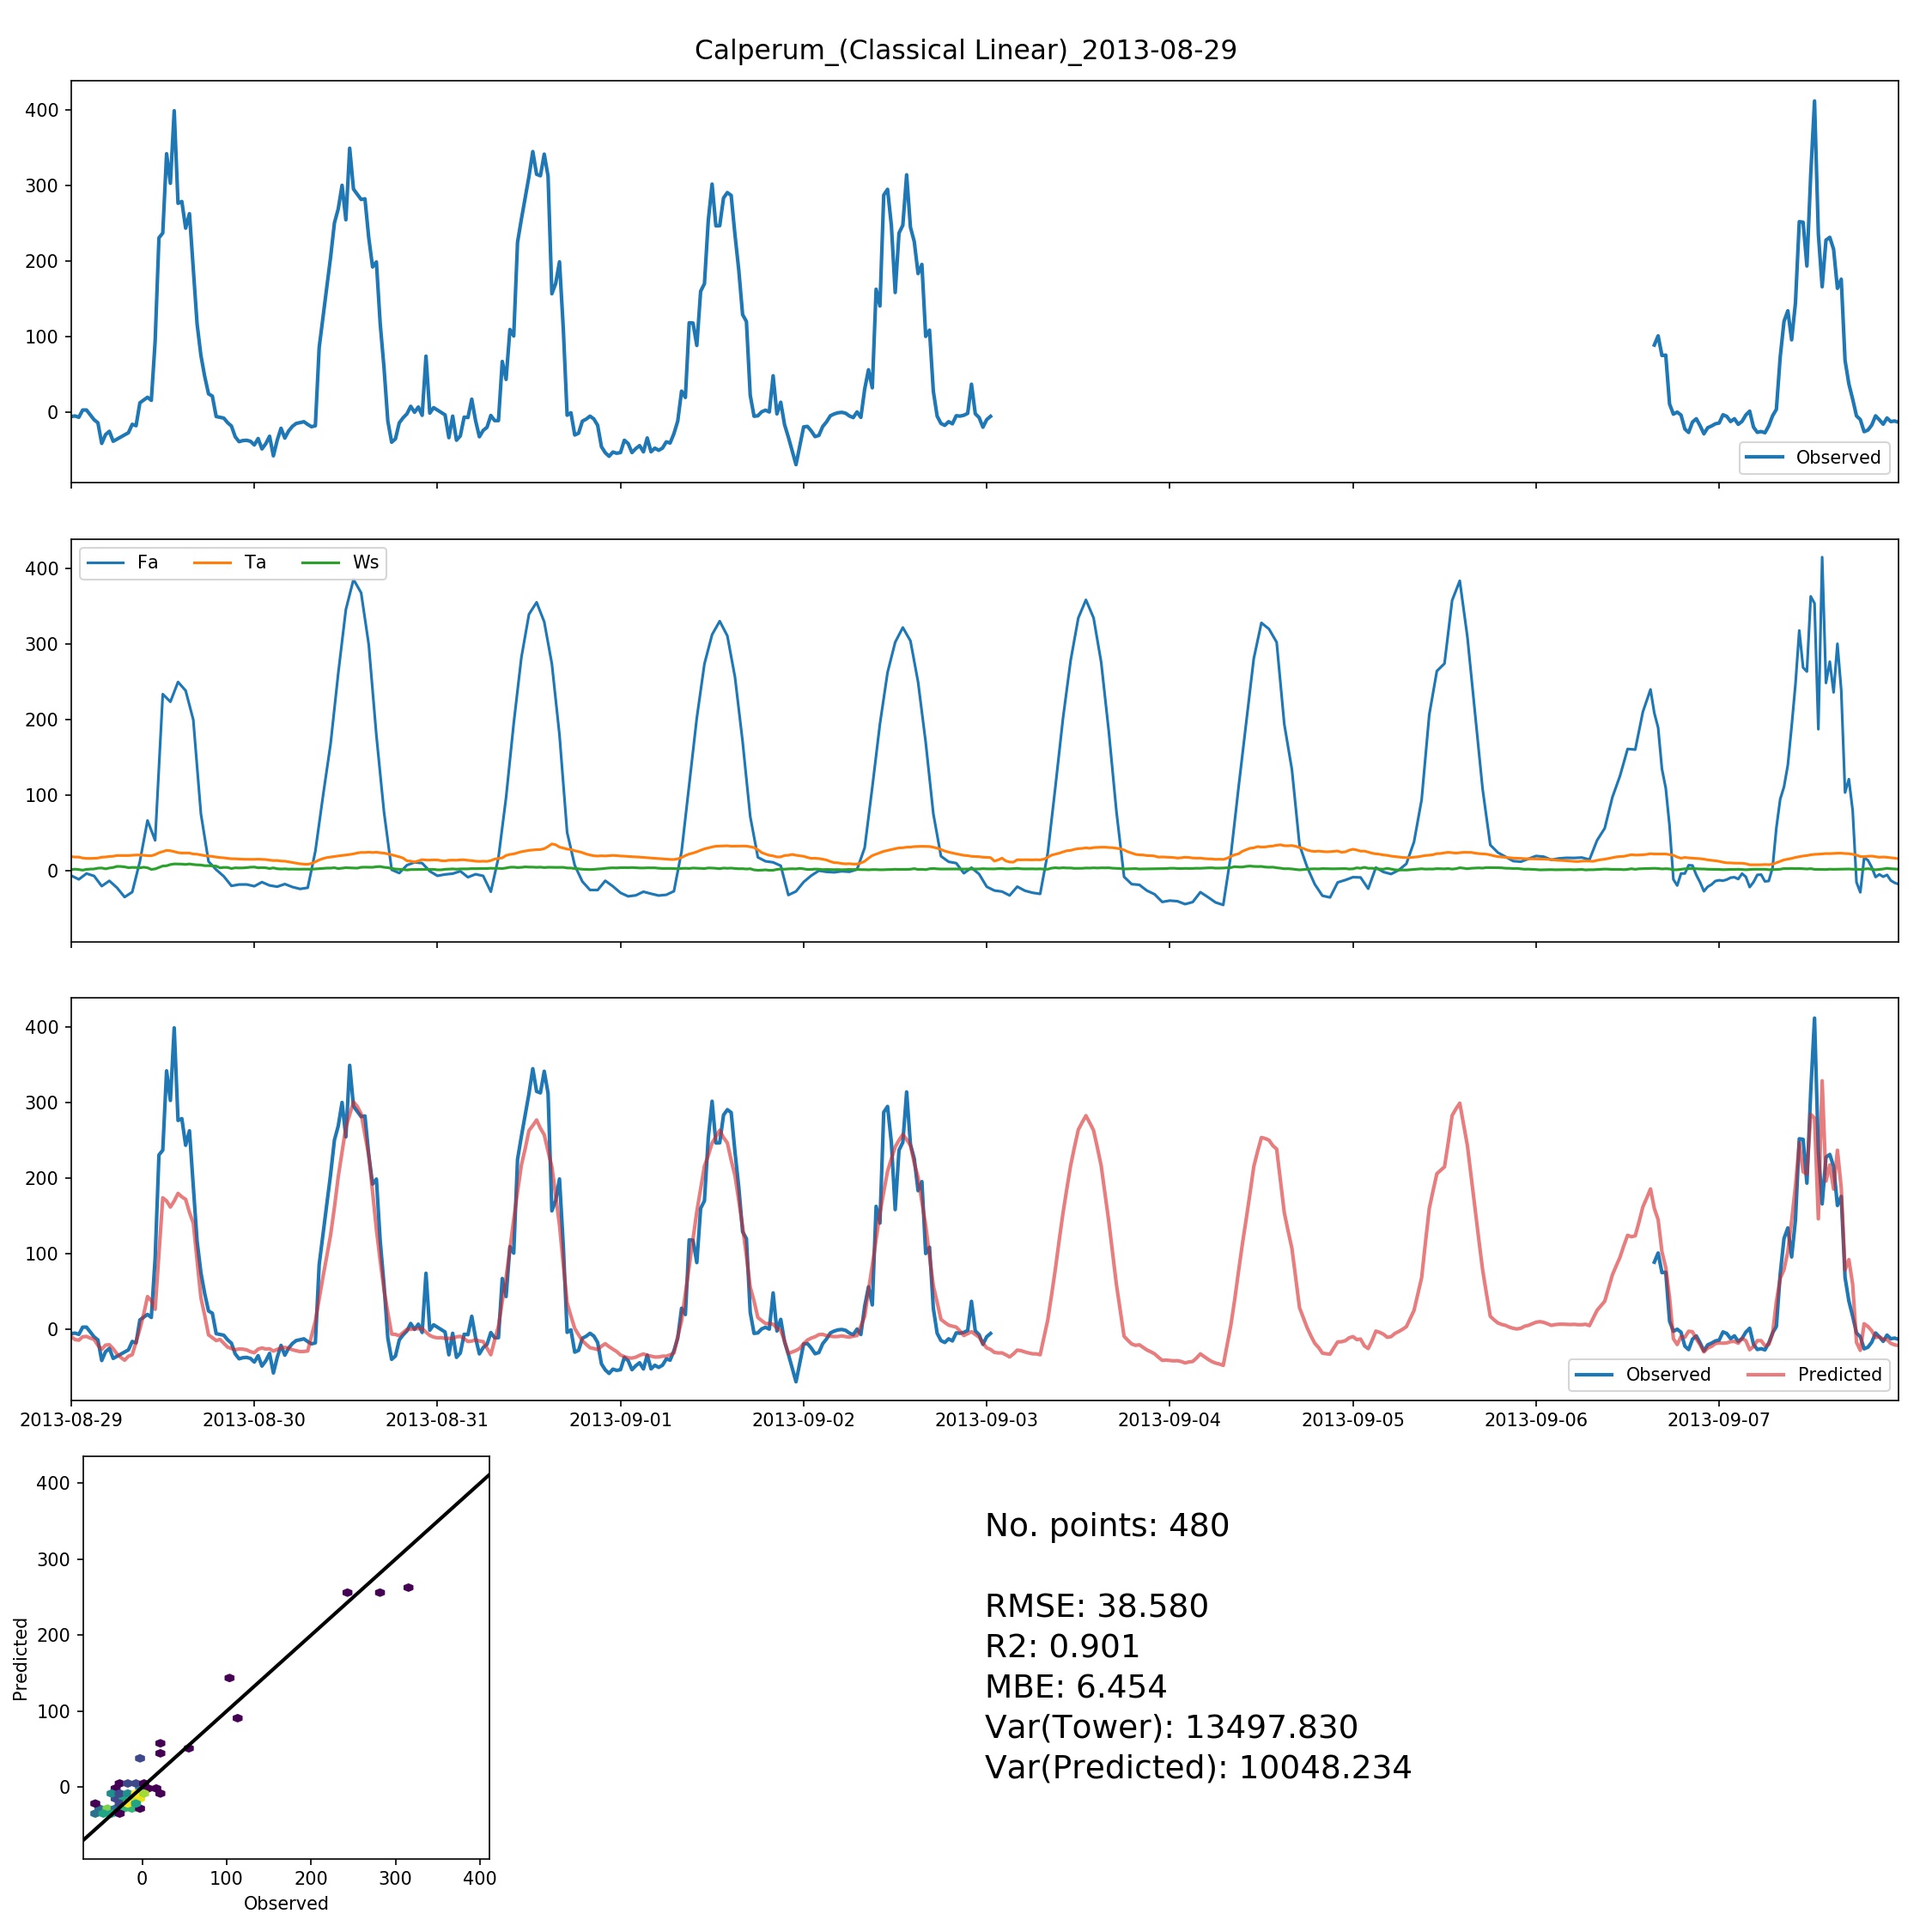 Calperum_(Classical Linear)_2013-08-29
400
300
200
100
0
Observed
Fa Ta Ws
400
300
200
100
0
400
300
200
100
0
Observed Predicted
2013-08-29 2013-08-30 2013-08-31 2013-09-01 2013-09-02 2013-09-03 2013-09-04 2013-09-05 2013-09-06 2013-09-07
400
300
200
100
0
Predicted
0 100 200 300 400
Observed
No. points: 480
RMSE: 38.580
R2: 0.901
MBE: 6.454
Var(Tower): 13497.830
Var(Predicted): 10048.234